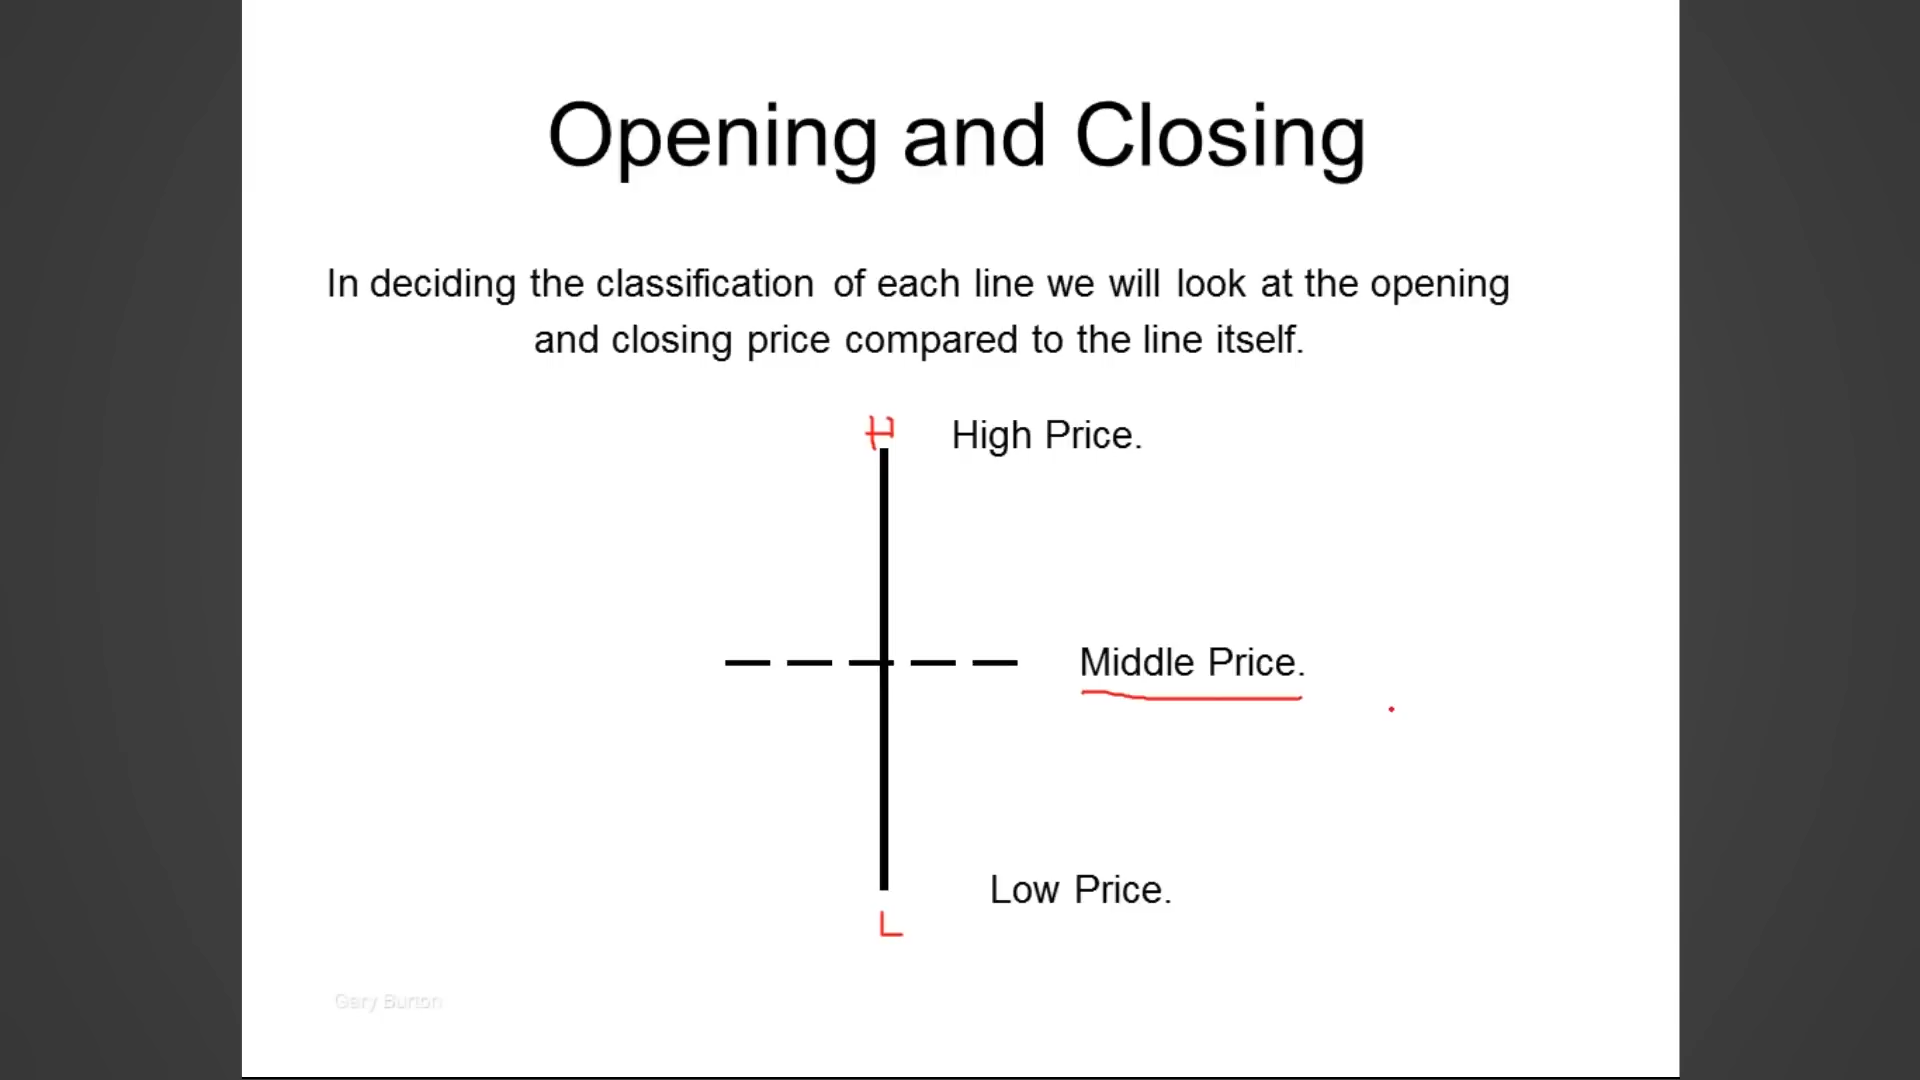 Opening and Closing
In deciding the classification of each line we will look at the opening
and closing price compared to the line itself.
H High Price.
Middle Price.
Low Price.
L
Gary Burton